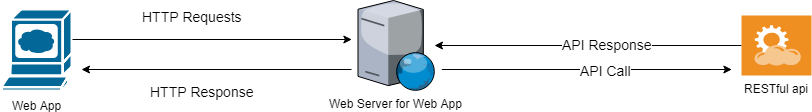 HTTP Requests
API Response
API Call
HTTP Response
Web App
Web Server for Web App
RESTful api